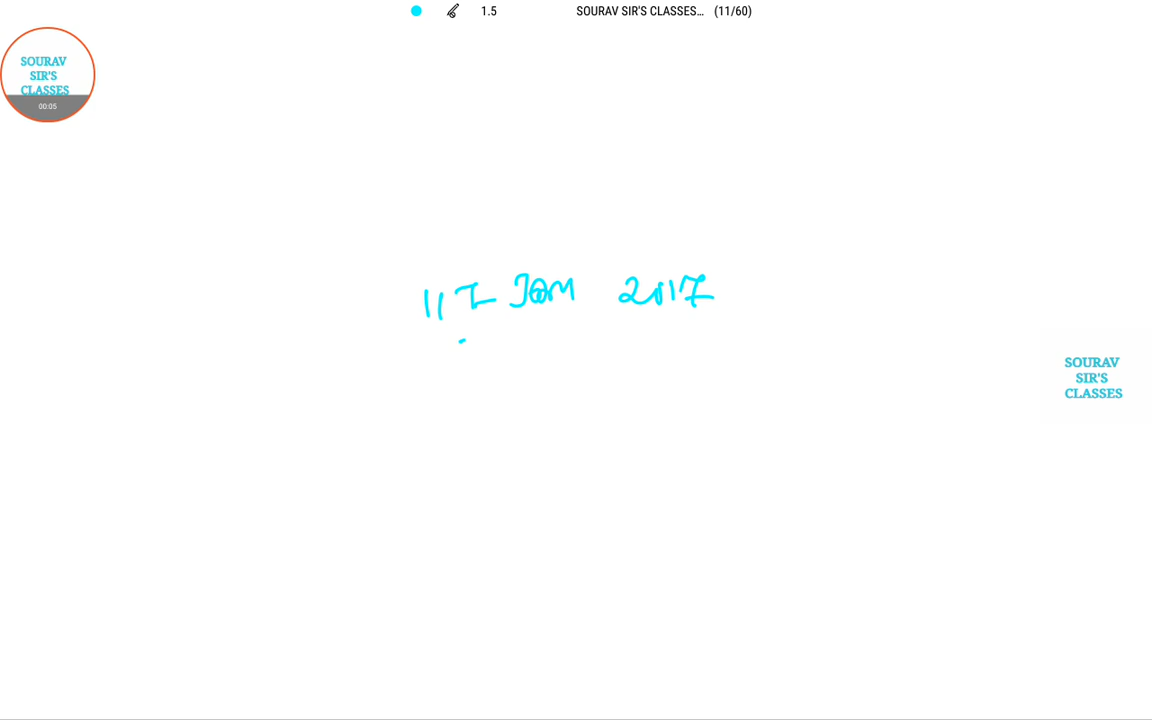 1.5 SOURAV SIR'S CLASSES... (11/60)
SOURAV
SIR'S
CLASSES
00:05
IIT JAM 2017
SOURAV
SIR'S
CLASSES